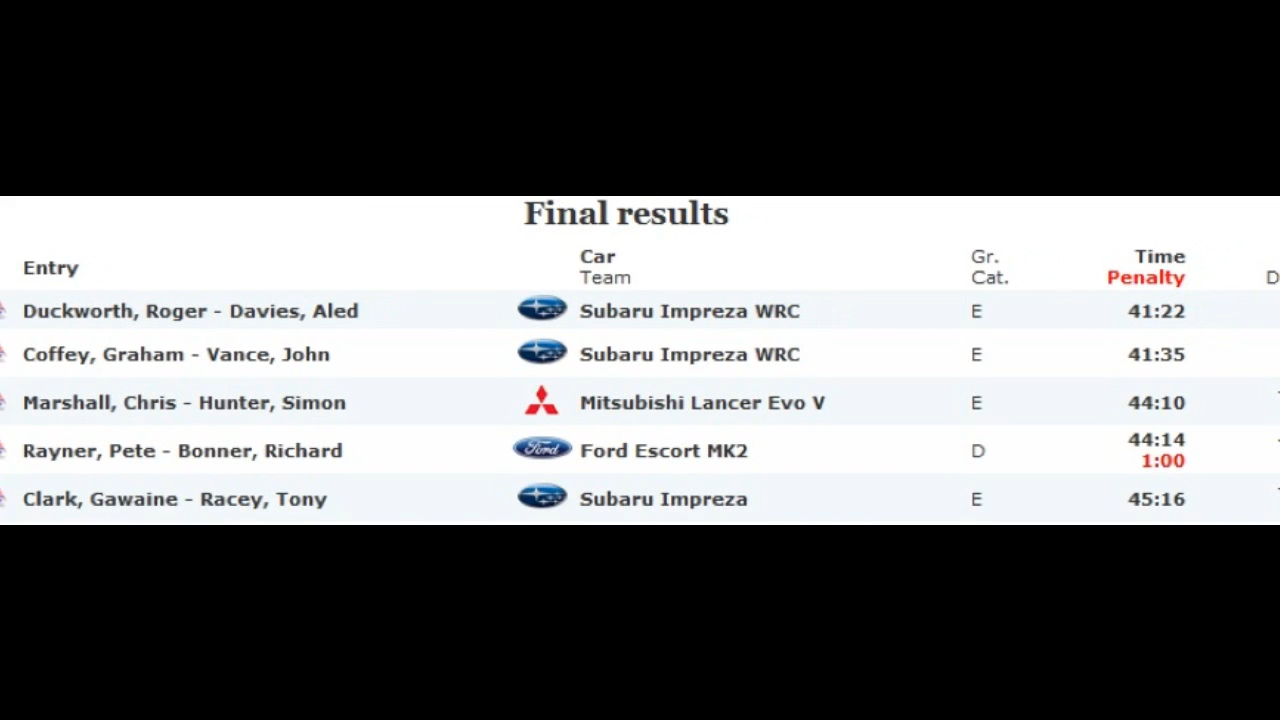 Final results
Entry Car Gr. Time
Team Cat. Penalty D
Duckworth, Roger - Davies, Aled Subaru Impreza WRC E 41:22
Coffey, Graham - Vance, John Subaru Impreza WRC E 41:35
Marshall, Chris - Hunter, Simon Mitsubishi Lancer Evo V E 44:10
Rayner, Pete - Bonner, Richard Ford Ford Escort MK2 D 44:14
1:00
Clark, Gawaine - Racey, Tony Subaru Impreza E 45:16